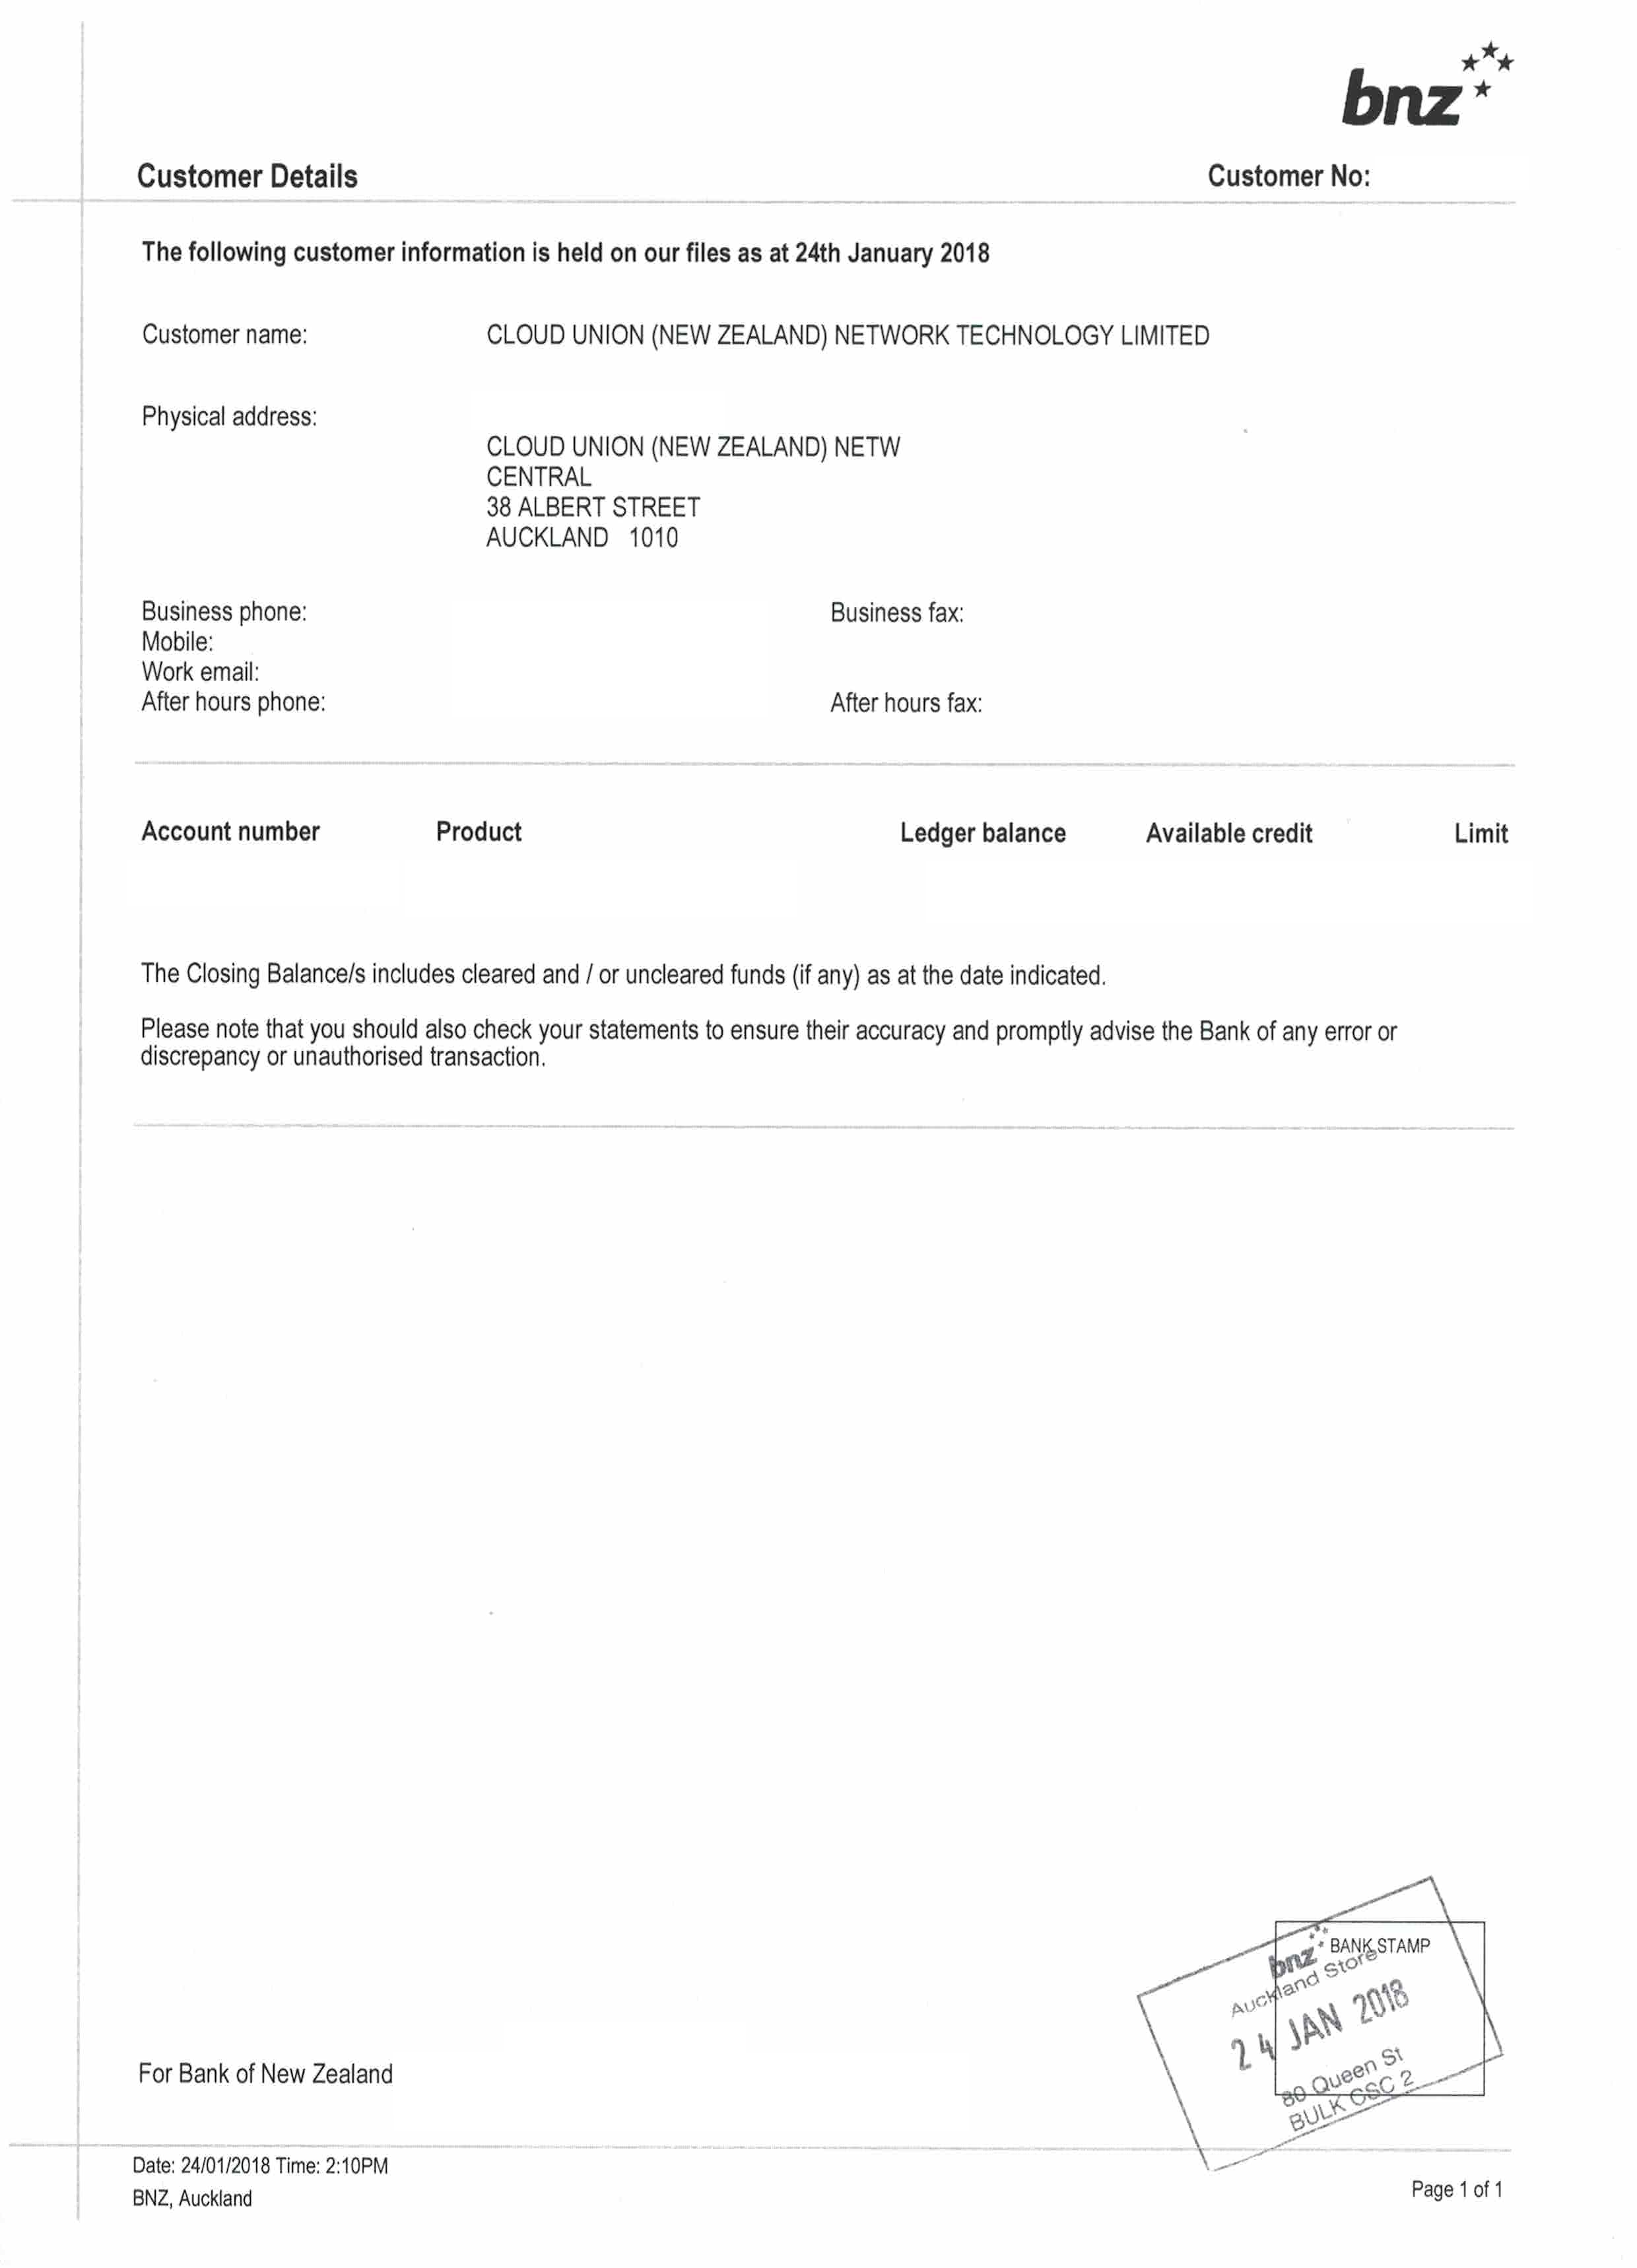 bnz
Customer Details
Customer No:
The following customer information is held on our files as at 24th January 2018
Customer name: CLOUD UNION (NEW ZEALAND) NETWORK TECHNOLOGY LIMITED
Physical address:
CLOUD UNION (NEW ZEALAND) NETW
CENTRAL
38 ALBERT STREET
AUCKLAND 1010
Business phone: Business fax:
Mobile:
Work email:
After hours phone: After hours fax:
Account number Product Ledger balance Available credit Limit
The Closing Balance/s includes cleared and / or uncleared funds (if any) as at the date indicated.
Please note that you should also check your statements to ensure their accuracy and promptly advise the Bank of any error or
discrepancy or unauthorised transaction.
BANK STAMP
bnz
Auckland Store
24 JAN 2018
80 Queen St
BULK CSC 2
For Bank of New Zealand
Date: 24/01/2018 Time: 2:10PM
BNZ, Auckland
Page 1 of 1